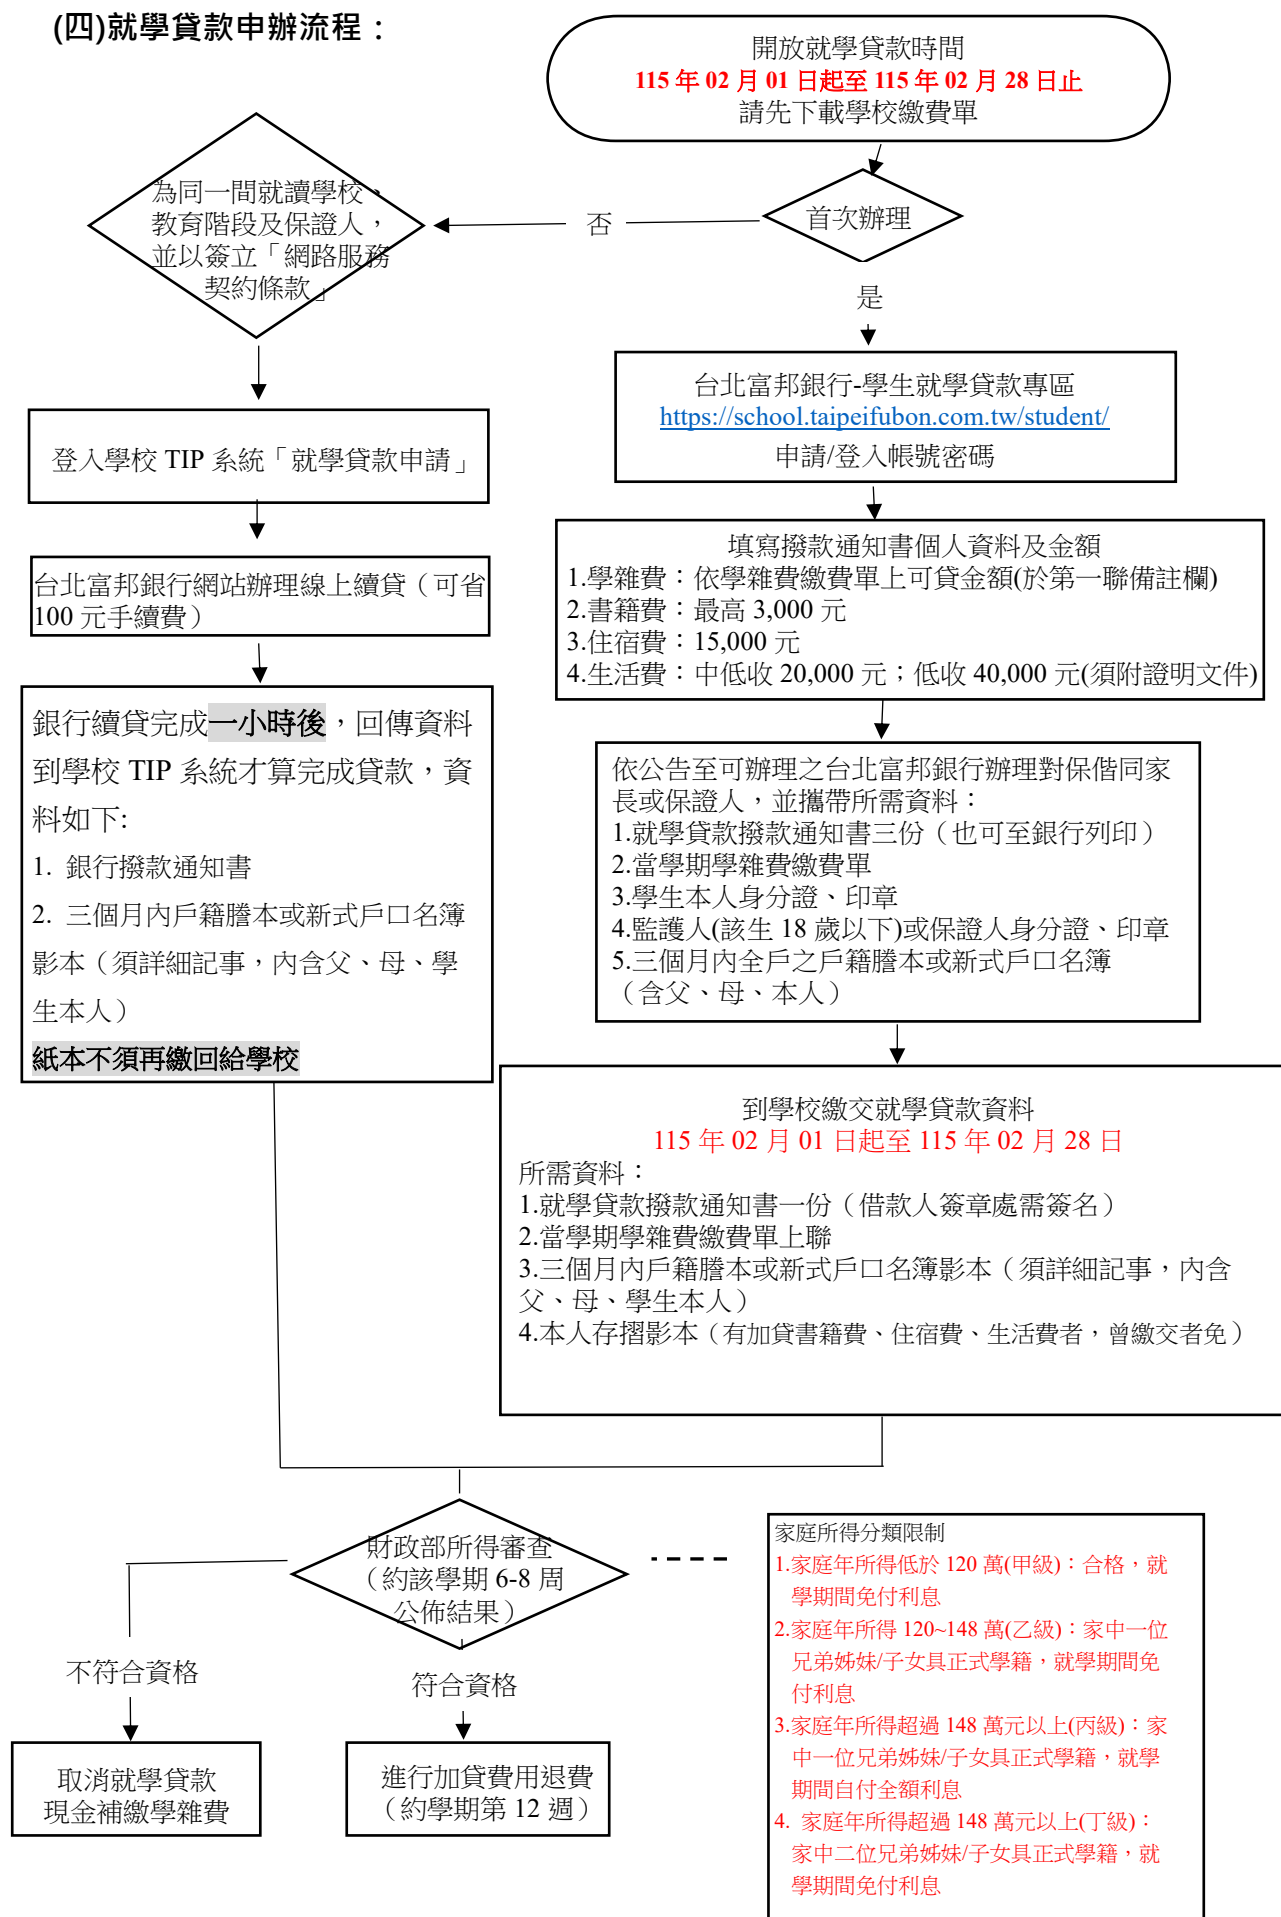 (四)就學貸款申辦流程：
開放就學貸款時間
115 年 02 月 01 日起至 115 年 02 月 28 日止
請先下載學校繳費單
首次辦理
否
為同一間就讀學校、
教育階段及保證人，
並以簽立「網路服務
契約條款」
是
登入學校 TIP 系統「就學貸款申請」
台北富邦銀行網站辦理線上續貸（可省
100 元手續費）
銀行續貸完成一小時後，回傳資料
到學校 TIP 系統才算完成貸款，資
料如下:
1. 銀行撥款通知書
2. 三個月內戶籍謄本或新式戶口名簿
影本（須詳細記事，內含父、母、學
生本人）
紙本不須再繳回給學校
台北富邦銀行-學生就學貸款專區
https://school.taipeifubon.com.tw/student/
申請/登入帳號密碼
填寫撥款通知書個人資料及金額
1.學雜費：依學雜費繳費單上可貸金額(於第一聯備註欄)
2.書籍費：最高 3,000 元
3.住宿費：15,000 元
4.生活費：中低收 20,000 元；低收 40,000 元(須附證明文件)
依公告至可辦理之台北富邦銀行辦理對保偕同家
長或保證人，並攜帶所需資料：
1.就學貸款撥款通知書三份（也可至銀行列印）
2.當學期學雜費繳費單
3.學生本人身分證、印章
4.監護人(該生 18 歲以下)或保證人身分證、印章
5.三個月內全戶之戶籍謄本或新式戶口名簿
（含父、母、本人）
到學校繳交就學貸款資料
115 年 02 月 01 日起至 115 年 02 月 28 日
所需資料：
1.就學貸款撥款通知書一份（借款人簽章處需簽名）
2.當學期學雜費繳費單上聯
3.三個月內戶籍謄本或新式戶口名簿影本（須詳細記事，內含
父、母、學生本人）
4.本人存摺影本（有加貸書籍費、住宿費、生活費者，曾繳交者免）
財政部所得審查
（約該學期 6-8 周
公佈結果）
不符合資格
符合資格
取消就學貸款
現金補繳學雜費
進行加貸費用退費
（約學期第 12 週）
家庭所得分類限制
1.家庭年所得低於 120 萬(甲級)：合格，就
學期間免付利息
2.家庭年所得 120~148 萬(乙級)：家中一位
兄弟姊妹/子女具正式學籍，就學期間免
付利息
3.家庭年所得超過 148 萬元以上(丙級)：家
中一位兄弟姊妹/子女具正式學籍，就學
期間自付全額利息
4. 家庭年所得超過 148 萬元以上(丁級)：
家中二位兄弟姊妹/子女具正式學籍，就
學期間免付利息